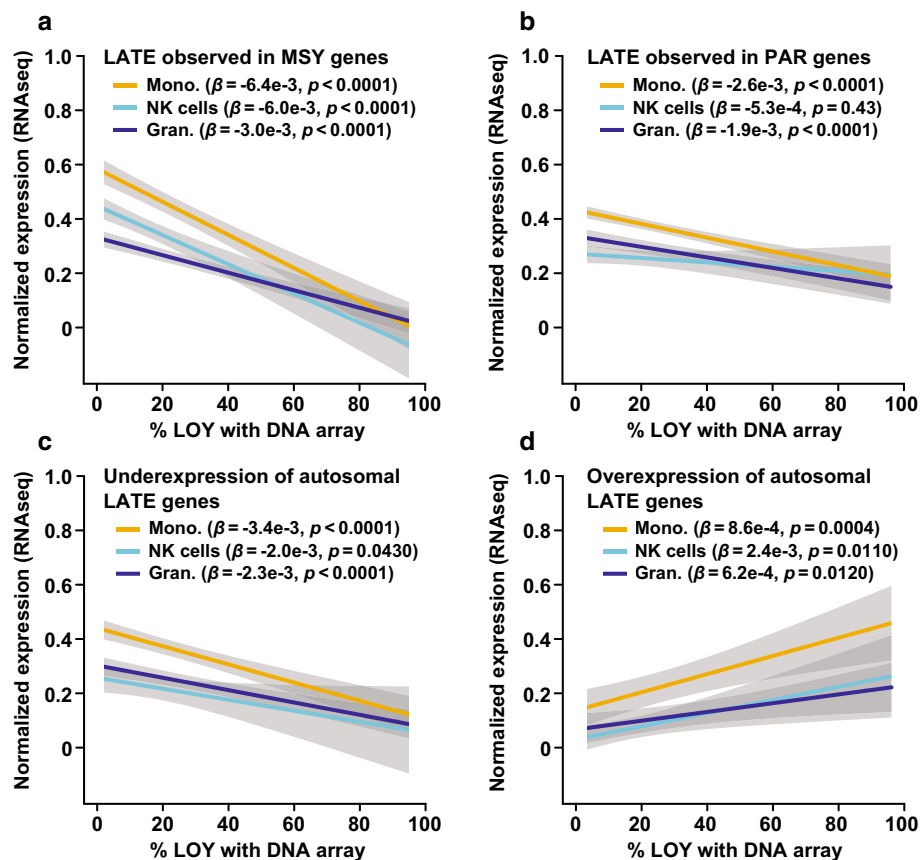 a
LATE observed in MSY genes
Mono. (β = -6.4e-3, p < 0.0001)
NK cells (β = -6.0e-3, p < 0.0001)
Gran. (β = -3.0e-3, p < 0.0001)
Normalized expression (RNAseq)
1.0
0.8
0.6
0.4
0.2
0
0 20 40 60 80 100
% LOY with DNA array
b
LATE observed in PAR genes
Mono. (β = -2.6e-3, p < 0.0001)
NK cells (β = -5.3e-4, p = 0.43)
Gran. (β = -1.9e-3, p < 0.0001)
Normalized expression (RNAseq)
1.0
0.8
0.6
0.4
0.2
0
0 20 40 60 80 100
% LOY with DNA array
c
Underexpression of autosomal
LATE genes
Mono. (β = -3.4e-3, p < 0.0001)
NK cells (β = -2.0e-3, p = 0.0430)
Gran. (β = -2.3e-3, p < 0.0001)
Normalized expression (RNAseq)
1.0
0.8
0.6
0.4
0.2
0
0 20 40 60 80 100
% LOY with DNA array
d
Overexpression of autosomal
LATE genes
Mono. (β = 8.6e-4, p = 0.0004)
NK cells (β = 2.4e-3, p = 0.0110)
Gran. (β = 6.2e-4, p = 0.0120)
Normalized expression (RNAseq)
1.0
0.8
0.6
0.4
0.2
0
0 20 40 60 80 100
% LOY with DNA array